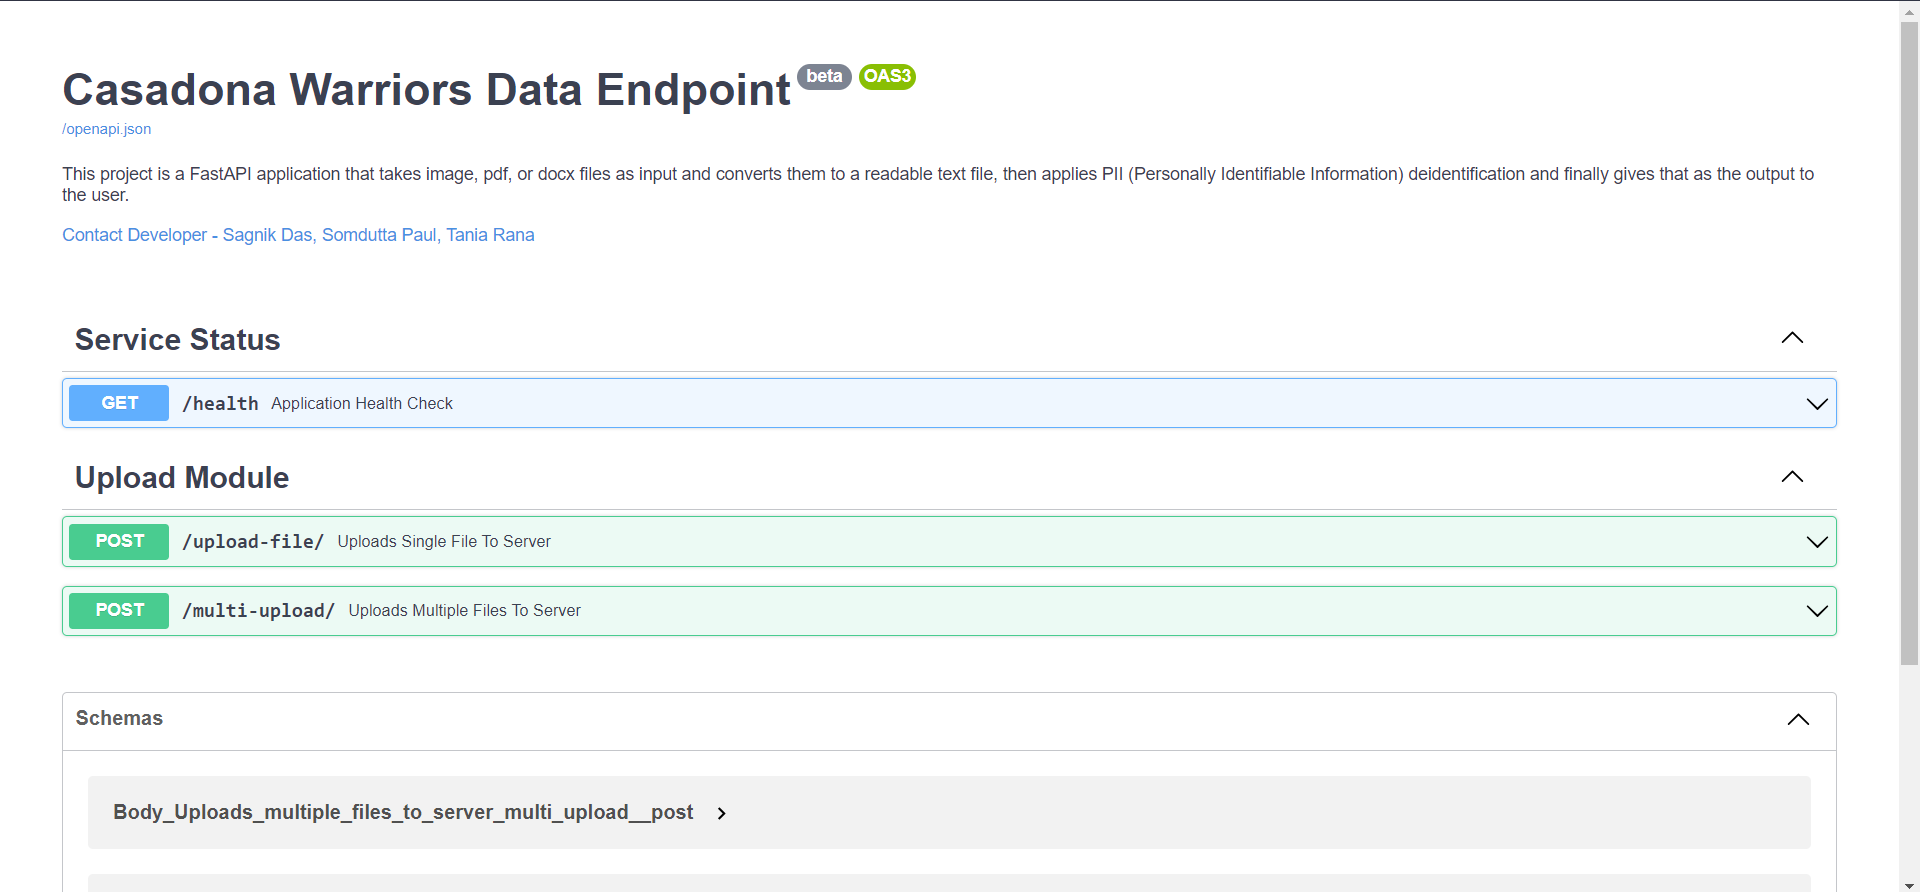 Casadona Warriors Data Endpoint beta OAS3
/openapi.json
This project is a FastAPI application that takes image, pdf, or docx files as input and converts them to a readable text file, then applies PII (Personally Identifiable Information) deidentification and finally gives that as the output to
the user.
Contact Developer - Sagnik Das, Somdutta Paul, Tania Rana
Service Status
GET /health Application Health Check
Upload Module
POST /upload-file/ Uploads Single File To Server
POST /multi-upload/ Uploads Multiple Files To Server
Schemas
Body_Uploads_multiple_files_to_server_multi_upload__post